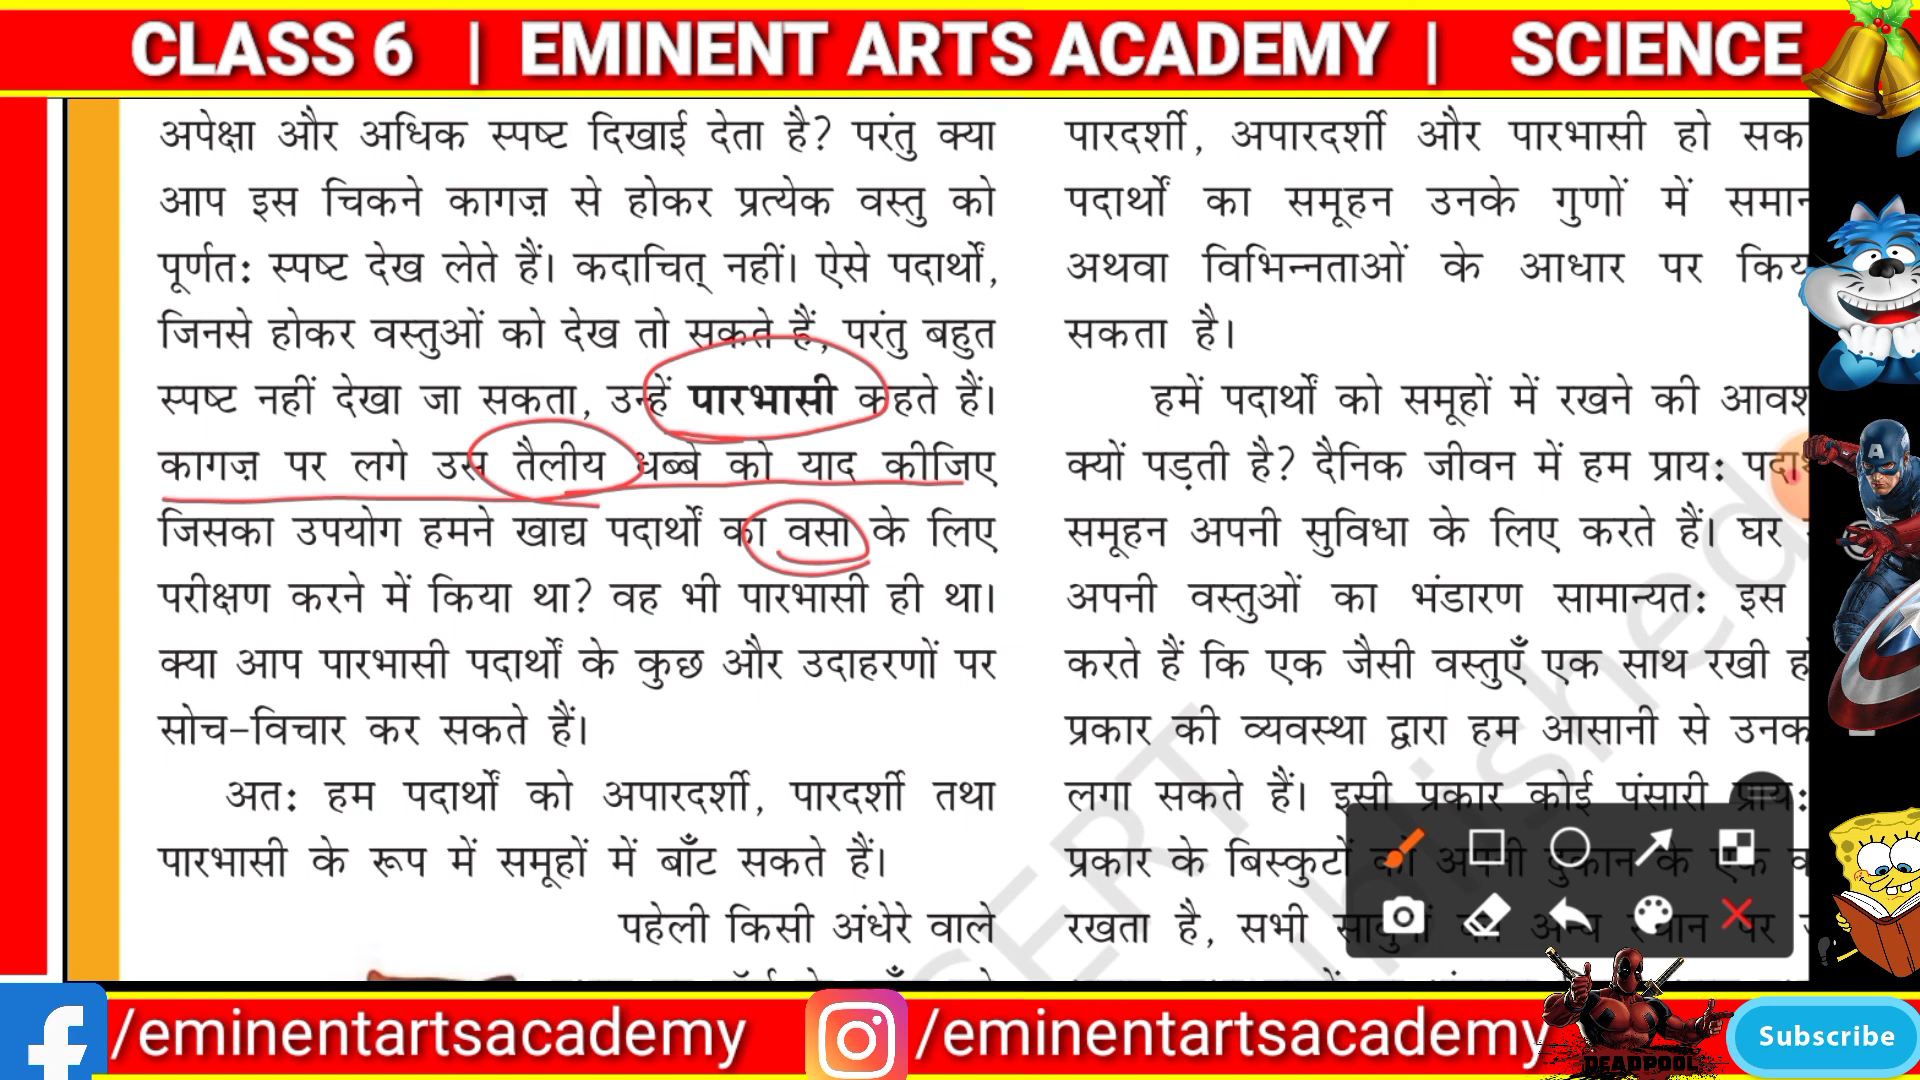 CLASS 6 | EMINENT ARTS ACADEMY | SCIENCE
अपेक्षा और अधिक स्पष्ट दिखाई देता है? परंतु क्या
आप इस चिकने कागज़ से होकर प्रत्येक वस्तु को
पूर्णतः स्पष्ट देख लेते हैं। कदाचित् नहीं। ऐसे पदार्थों,
जिनसे होकर वस्तुओं को देख तो सकते हैं, परंतु बहुत
स्पष्ट नहीं देखा जा सकता, उन्हें पारभासी कहते हैं।
कागज़ पर लगे उस तैलीय धब्बे को याद कीजिए
जिसका उपयोग हमने खाद्य पदार्थों का वसा के लिए
परीक्षण करने में किया था? वह भी पारभासी ही था।
क्या आप पारभासी पदार्थों के कुछ और उदाहरणों पर
सोच-विचार कर सकते हैं।
अतः हम पदार्थों को अपारदर्शी, पारदर्शी तथा
पारभासी के रूप में समूहों में बाँट सकते हैं।
पहेली किसी अंधेरे वाले
पारदर्शी, अपारदर्शी और पारभासी हो सक
पदार्थों का समूहन उनके गुणों में समान
अथवा विभिन्नताओं के आधार पर किय
सकता है।
हमें पदार्थों को समूहों में रखने की आवश
क्यों पड़ती है? दैनिक जीवन में हम प्रायः पदा
समूहन अपनी सुविधा के लिए करते हैं। घर
अपनी वस्तुओं का भंडारण सामान्यतः इस
करते हैं कि एक जैसी वस्तुएँ एक साथ रखी हो
प्रकार की व्यवस्था द्वारा हम आसानी से उनक
लगा सकते हैं। इसी प्रकार कोई पंसारी प्रायः
प्रकार के बिस्कुटों को अपनी दुकान के एक
रखता है, सभी साबुनों को अन्य स्थान पर
/eminentartsacademy
/eminentartsacademy
DEADPOOL
Subscribe